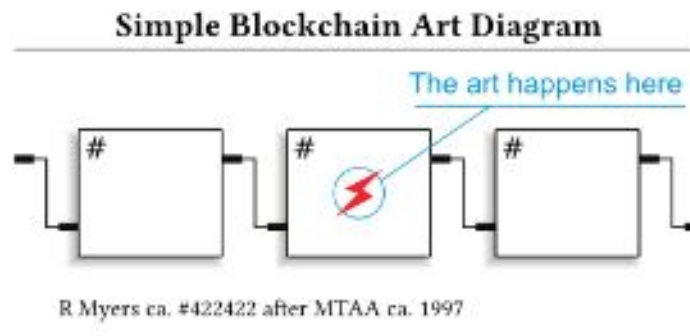 Simple Blockchain Art Diagram
The art happens here
# # #
R Myers ca. #422422 after MTAA ca. 1997